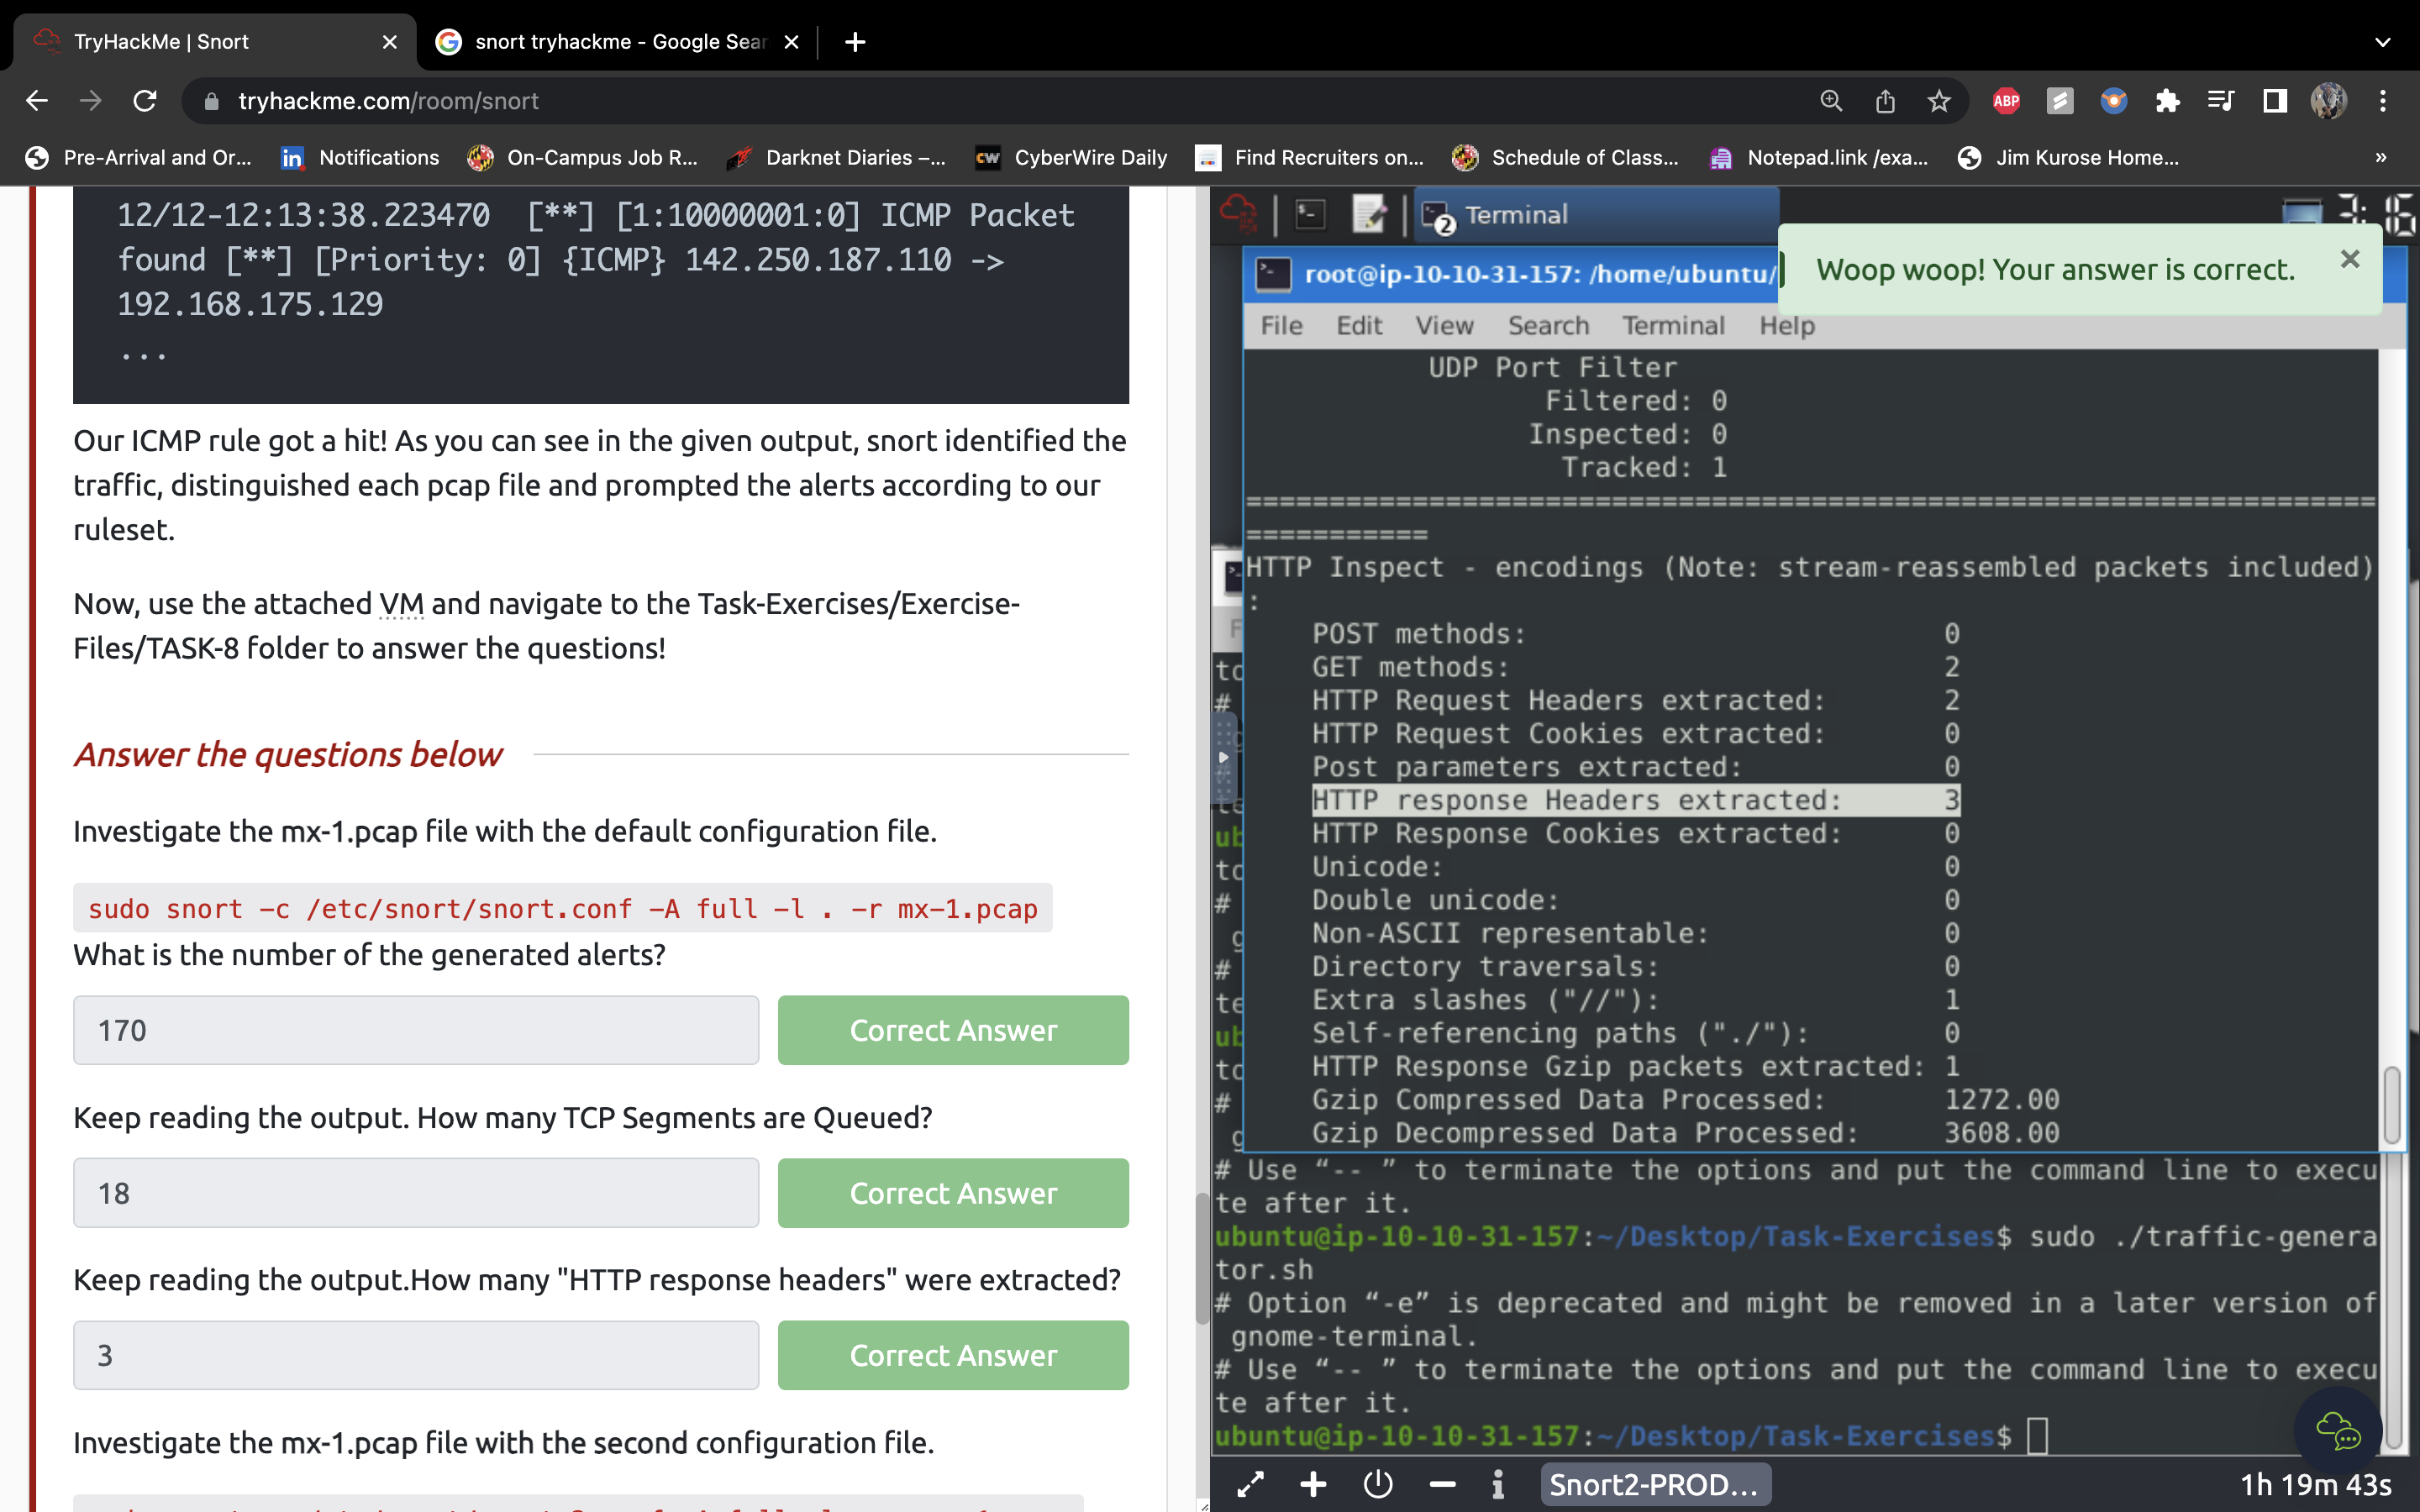 TryHackMe | Snort
snort tryhackme - Google Sear
tryhackme.com/room/snort
ABP
Pre-Arrival and Or...
in
Notifications
On-Campus Job R...
Darknet Diaries –...
CW
CyberWire Daily
Find Recruiters on...
Schedule of Class...
Notepad.link /exa...
Jim Kurose Home...
»
12/12-12:13:38.223470  [**] [1:10000001:0] ICMP Packet
found [**] [Priority: 0] {ICMP} 142.250.187.110 ->
192.168.175.129
...
Our ICMP rule got a hit! As you can see in the given output, snort identified the
traffic, distinguished each pcap file and prompted the alerts according to our
ruleset.
Now, use the attached VM and navigate to the Task-Exercises/Exercise-
Files/TASK-8 folder to answer the questions!
Answer the questions below
Investigate the mx-1.pcap file with the default configuration file.
sudo snort -c /etc/snort/snort.conf -A full -l . -r mx-1.pcap
What is the number of the generated alerts?
170
Correct Answer
Keep reading the output. How many TCP Segments are Queued?
18
Correct Answer
Keep reading the output.How many "HTTP response headers" were extracted?
3
Correct Answer
Investigate the mx-1.pcap file with the second configuration file.
2
Terminal
3:16
Woop woop! Your answer is correct.
root@ip-10-10-31-157: /home/ubuntu/
File Edit View Search Terminal Help
UDP Port Filter
Filtered: 0
Inspected: 0
Tracked: 1
===============================================================================
HTTP Inspect - encodings (Note: stream-reassembled packets included)
:
POST methods: 0
GET methods: 2
HTTP Request Headers extracted: 2
HTTP Request Cookies extracted: 0
Post parameters extracted: 0
HTTP response Headers extracted: 3
HTTP Response Cookies extracted: 0
Unicode: 0
Double unicode: 0
Non-ASCII representable: 0
Directory traversals: 0
Extra slashes ("//"): 1
Self-referencing paths ("./"): 0
HTTP Response Gzip packets extracted: 1
Gzip Compressed Data Processed: 1272.00
Gzip Decompressed Data Processed: 3608.00
# Use “-- ” to terminate the options and put the command line to execu
te after it.
ubuntu@ip-10-10-31-157:~/Desktop/Task-Exercises$ sudo ./traffic-genera
tor.sh
# Option “-e” is deprecated and might be removed in a later version of
gnome-terminal.
# Use “-- ” to terminate the options and put the command line to execu
te after it.
ubuntu@ip-10-10-31-157:~/Desktop/Task-Exercises$
Snort2-PROD...
1h 19m 43s